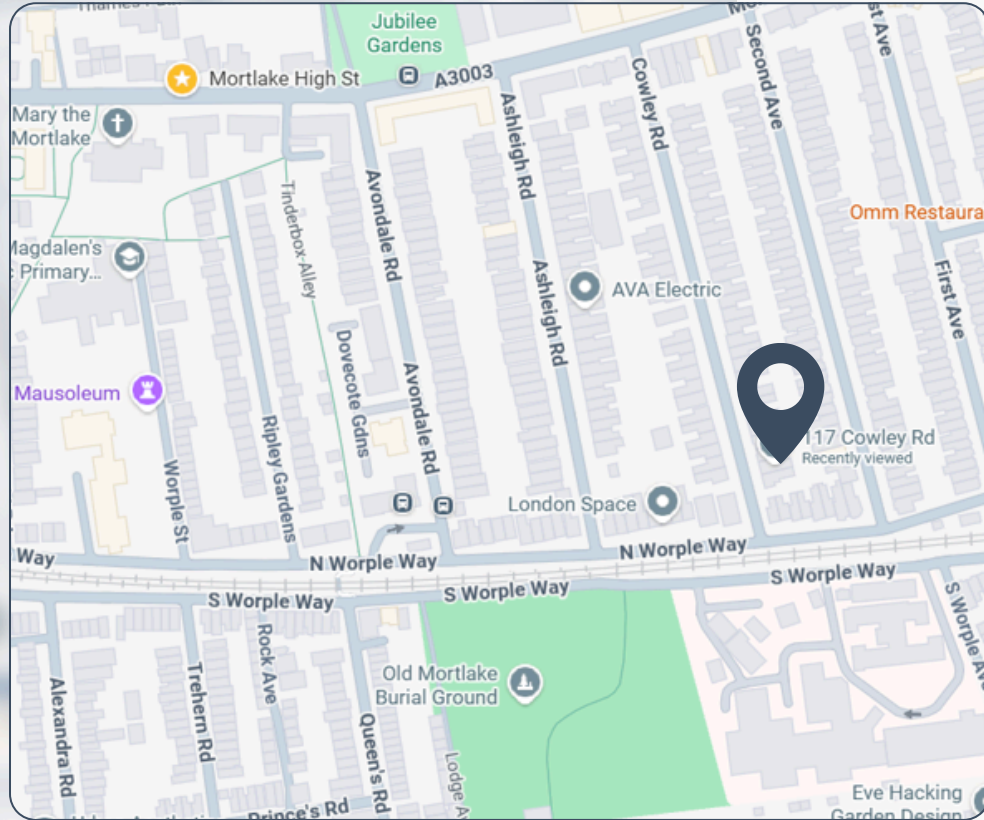 Jubilee
Gardens
A3003
Mortlake High St
Mary the
Mortlake
Magdalen's
Primary...
Mausoleum
Tinderbox Alley
Avondale Rd
Avondale Rd
Ashleigh Rd
Ashleigh Rd
Cowley Rd
Second Ave
st Ave
First Ave
Omm Restaura
AVA Electric
Dovecote Gdns
Ripley Gardens
Worple St
117 Cowley Rd
Recently viewed
London Space
Way
N Worple Way
N Worple Way
S Worple Way
S Worple Way
S Worple Way
S Worple Av
Old Mortlake
Burial Ground
Alexandra Rd
Trehern Rd
Rock Ave
Queen's Rd
Lodge Av
Prince's Rd
Eve Hacking
Garden Design